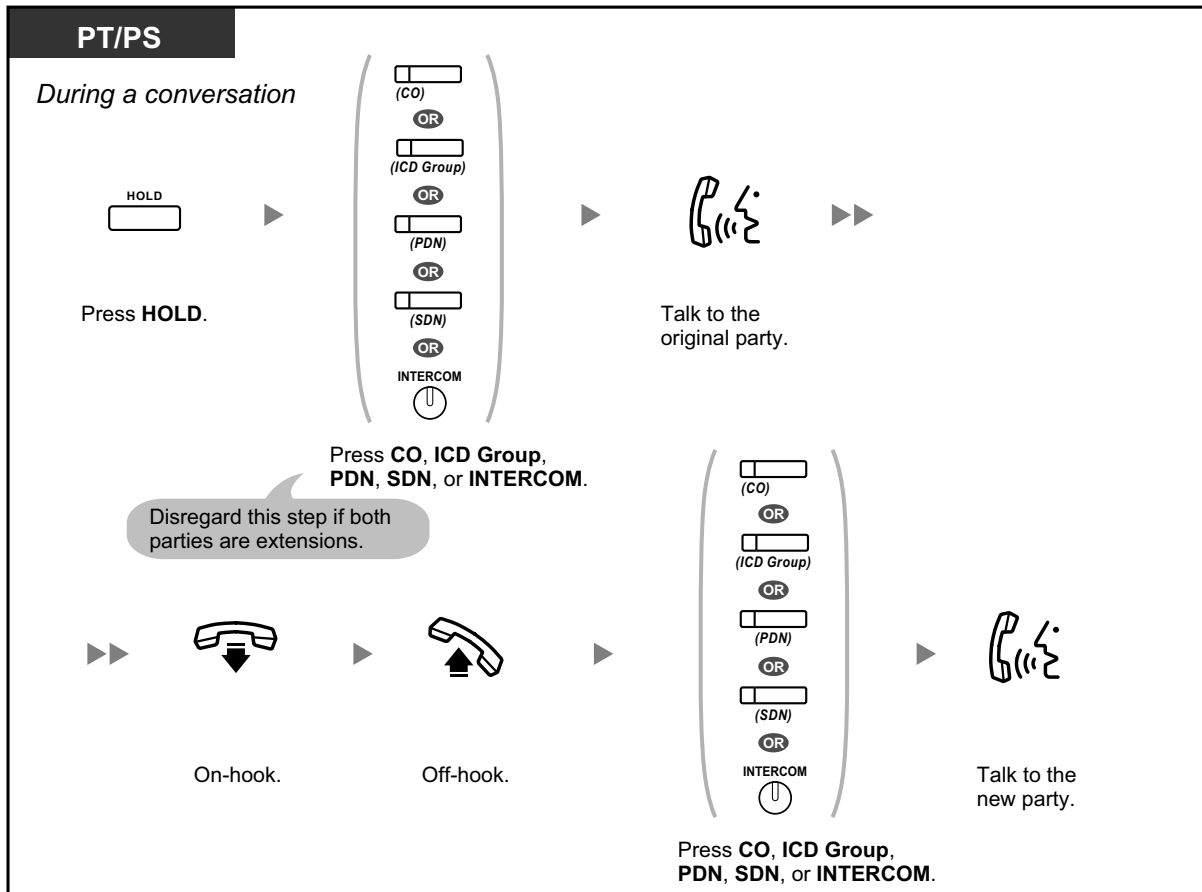 PT/PS
During a conversation
HOLD
Press HOLD.
(CO)
OR
(ICD Group)
OR
(PDN)
OR
(SDN)
OR
INTERCOM
Press CO, ICD Group,
PDN, SDN, or INTERCOM.
Disregard this step if both
parties are extensions.
Talk to the
original party.
On-hook.
Off-hook.
(CO)
OR
(ICD Group)
OR
(PDN)
OR
(SDN)
OR
INTERCOM
Press CO, ICD Group,
PDN, SDN, or INTERCOM.
Talk to the
new party.